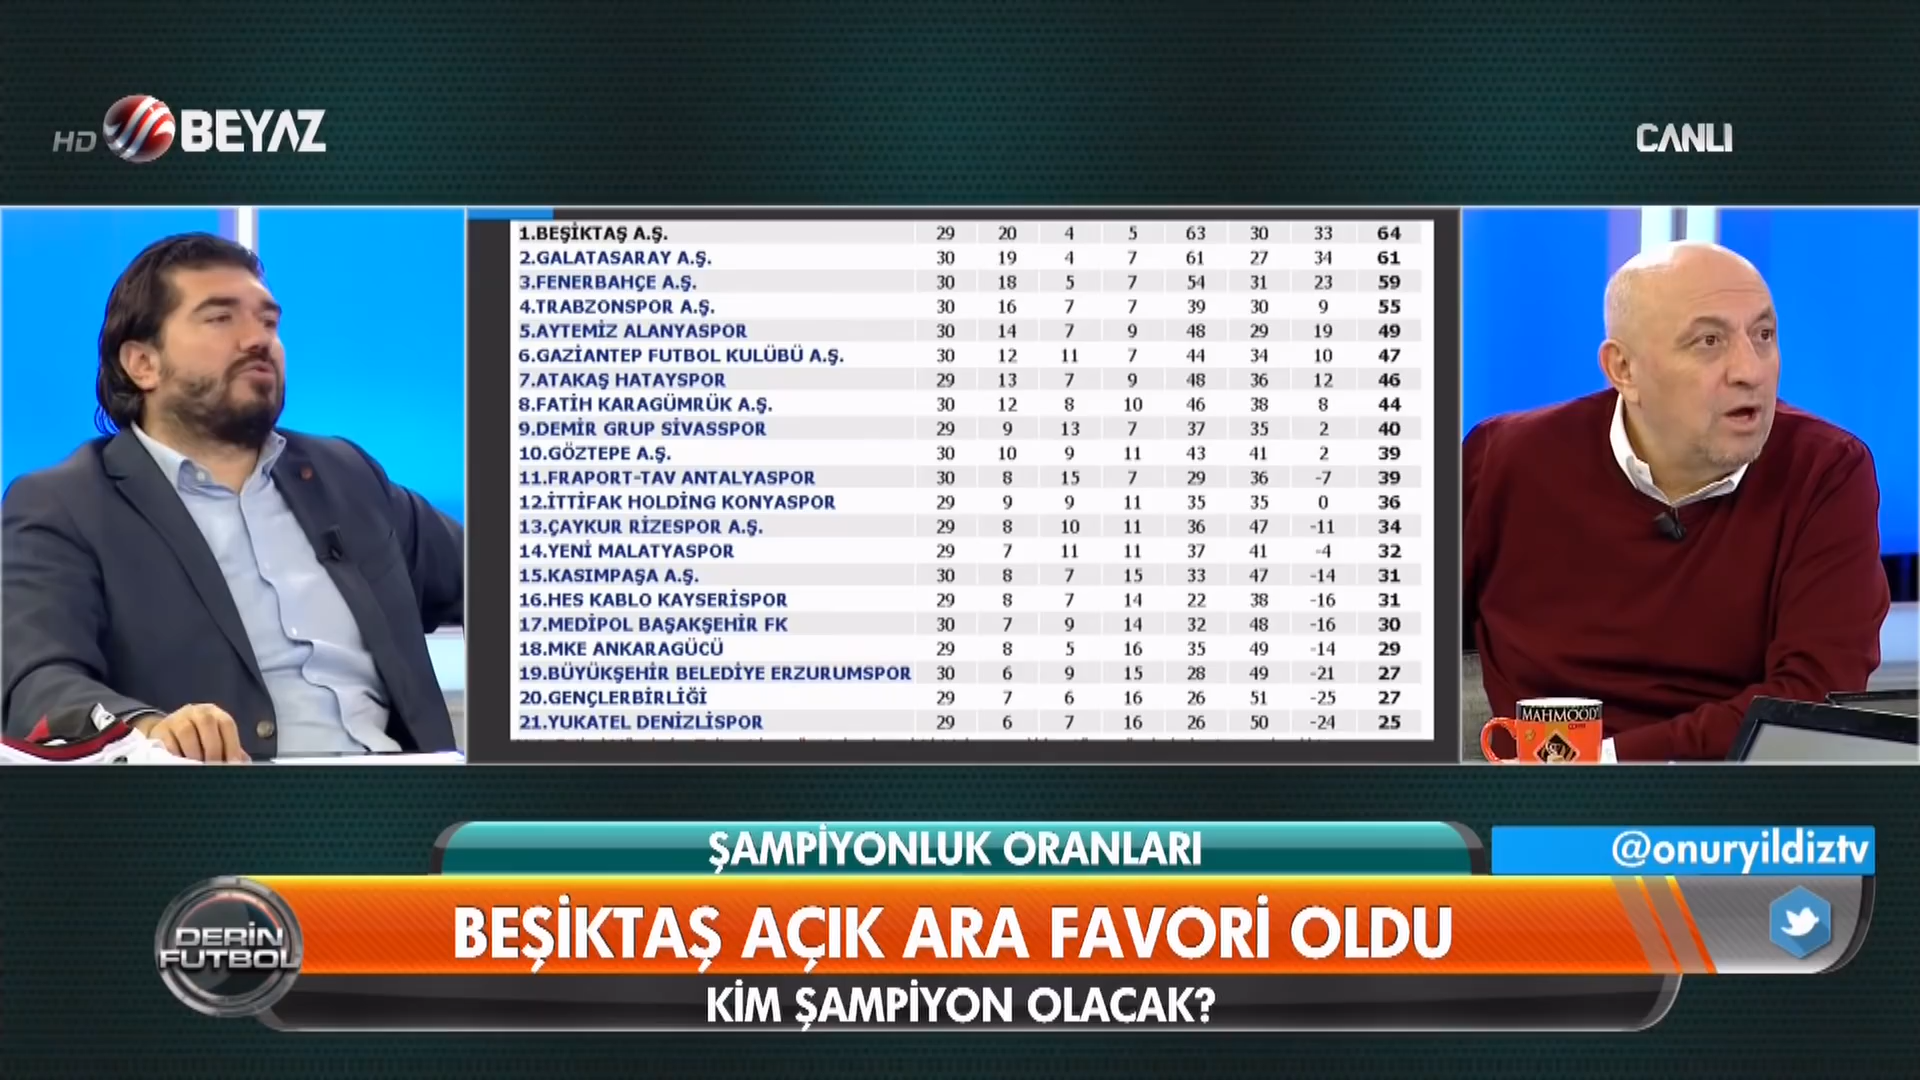 HD BEYAZ
CANLI
1.BEŞİKTAŞ A.Ş. 29 20 4 5 63 30 33 64
2.GALATASARAY A.Ş. 30 19 4 7 61 27 34 61
3.FENERBAHÇE A.Ş. 30 18 5 7 54 31 23 59
4.TRABZONSPOR A.Ş. 30 16 7 7 39 30 9 55
5.AYTEMİZ ALANYASPOR 30 14 7 9 48 29 19 49
6.GAZİANTEP FUTBOL KULÜBÜ A.Ş. 30 12 11 7 44 34 10 47
7.ATAKAŞ HATAYSPOR 29 13 7 9 48 36 12 46
8.FATİH KARAGÜMRÜK A.Ş. 30 12 8 10 46 38 8 44
9.DEMİR GRUP SİVASSPOR 29 9 13 7 37 35 2 40
10.GÖZTEPE A.Ş. 30 10 9 11 43 41 2 39
11.FRAPORT-TAV ANTALYASPOR 30 8 15 7 29 36 -7 39
12.İTTİFAK HOLDİNG KONYASPOR 29 9 9 11 35 35 0 36
13.ÇAYKUR RİZESPOR A.Ş. 29 8 10 11 36 47 -11 34
14.YENİ MALATYASPOR 29 7 11 11 37 41 -4 32
15.KASIMPAŞA A.Ş. 30 8 7 15 33 47 -14 31
16.HES KABLO KAYSERİSPOR 29 8 7 14 22 38 -16 31
17.MEDİPOL BAŞAKŞEHİR FK 30 7 9 14 32 48 -16 30
18.MKE ANKARAGÜCÜ 29 8 5 16 35 49 -14 29
19.BÜYÜKŞEHİR BELEDİYE ERZURUMSPOR 30 6 9 15 28 49 -21 27
20.GENÇLERBİRLİĞİ 29 7 6 16 26 51 -25 27
21.YUKATEL DENİZLİSPOR 29 6 7 16 26 50 -24 25
MAHMOOD
COFFEE
ŞAMPİYONLUK ORANLARI
@onuryildiztv
DERİN
FUTBOL
BEŞİKTAŞ AÇIK ARA FAVORİ OLDU
KİM ŞAMPİYON OLACAK?